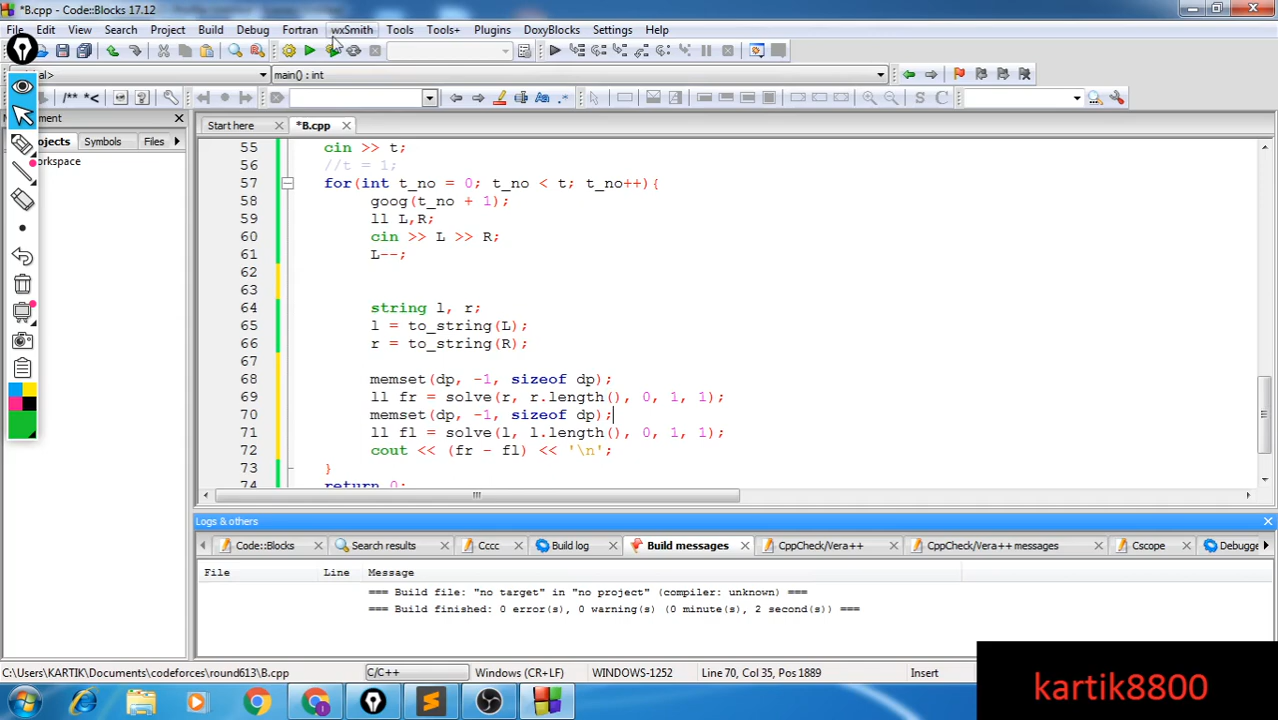 *B.cpp - Code::Blocks 17.12
File Edit View Search Project Build Debug Fortran wxSmith Tools Tools+ Plugins DoxyBlocks Settings Help
al> main() : int
/** *<
ment
Start here *B.cpp
ojects Symbols Files
orkspace
55 cin >> t;
56 //t = 1;
57 for(int t_no = 0; t_no < t; t_no++){
58 goog(t_no + 1);
59 ll L,R;
60 cin >> L >> R;
61 L--;
62
63
64 string l, r;
65 l = to_string(L);
66 r = to_string(R);
67
68 memset(dp, -1, sizeof dp);
69 ll fr = solve(r, r.length(), 0, 1, 1);
70 memset(dp, -1, sizeof dp);
71 ll fl = solve(l, l.length(), 0, 1, 1);
72 cout << (fr - fl) << '\n';
73 }
74 return 0;
Logs & others
Code::Blocks Search results Cccc Build log Build messages CppCheck/Vera++ CppCheck/Vera++ messages Cscope Debugge
File Line Message
=== Build file: "no target" in "no project" (compiler: unknown) ===
=== Build finished: 0 error(s), 0 warning(s) (0 minute(s), 2 second(s)) ===
C:\Users\KARTIK\Documents\codeforces\round613\B.cpp C/C++ Windows (CR+LF) WINDOWS-1252 Line 70, Col 35, Pos 1889 Insert
kartik8800